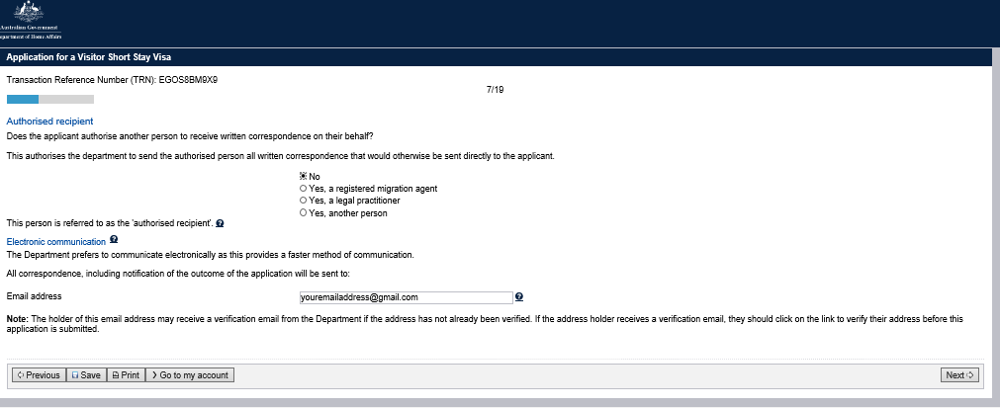 Australian Government
Department of Home Affairs
Application for a Visitor Short Stay Visa
Transaction Reference Number (TRN): EGOS8BM9X9
7/19
Authorised recipient
Does the applicant authorise another person to receive written correspondence on their behalf?
This authorises the department to send the authorised person all written correspondence that would otherwise be sent directly to the applicant.
No
Yes, a registered migration agent
Yes, a legal practitioner
Yes, another person
This person is referred to as the 'authorised recipient'. ?
Electronic communication ?
The Department prefers to communicate electronically as this provides a faster method of communication.
All correspondence, including notification of the outcome of the application will be sent to:
Email address youremailaddress@gmail.com ?
Note: The holder of this email address may receive a verification email from the Department if the address has not already been verified. If the address holder receives a verification email, they should click on the link to verify their address before this
application is submitted.
Previous Save Print Go to my account Next